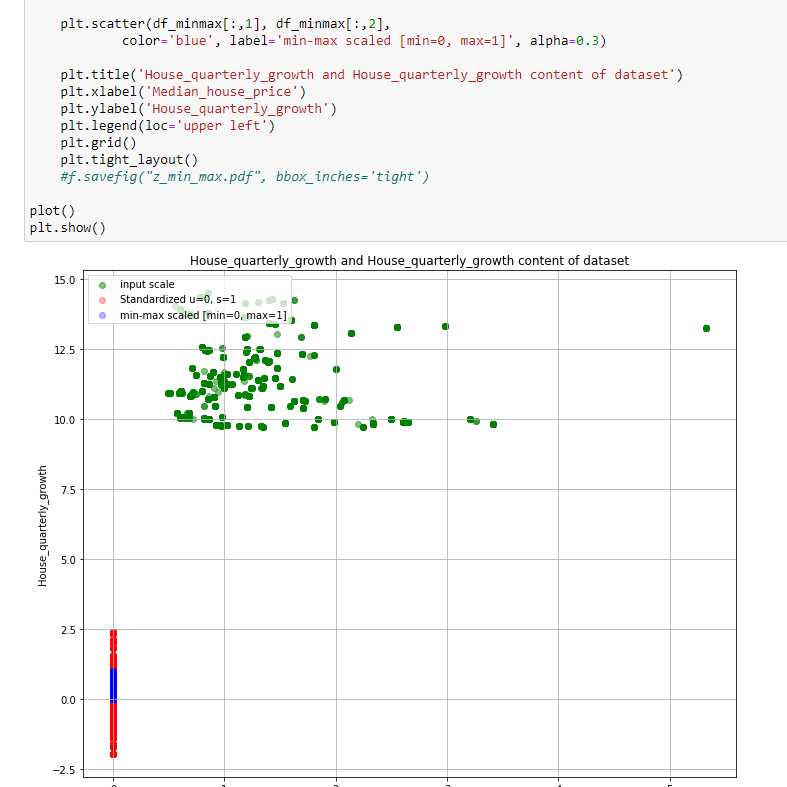 plt.scatter(df_minmax[:,1], df_minmax[:,2],
color='blue', label='min-max scaled [min=0, max=1]', alpha=0.3)
plt.title('House_quarterly_growth and House_quarterly_growth content of dataset')
plt.xlabel('Median_house_price')
plt.ylabel('House_quarterly_growth')
plt.legend(loc='upper left')
plt.grid()
plt.tight_layout()
#f.savefig("z_min_max.pdf", bbox_inches='tight')
plot()
plt.show()
House_quarterly_growth and House_quarterly_growth content of dataset
input scale
Standardized u=0, s=1
min-max scaled [min=0, max=1]
House_quarterly_growth
15.0
12.5
10.0
7.5
5.0
2.5
0.0
−2.5